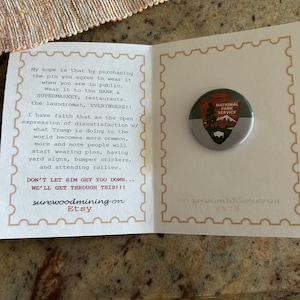 My hope is that by purchasing
the pin you agree to wear it
when you are in public.
Wear it to the BANK &
SUPERMARKET, restaurants,
the laundromat, EVERYWHERE!!
I have faith that as the open
expression of dissatisfaction w/
what Trump is doing to the
world becomes more common,
more and more people will
start wearing pins, having
yard signs, bumper stickers,
and attending rallies.
DON'T LET HIM GET YOU DOWN...
WE'LL GET THROUGH THIS!!!
surewoodmining·on
Etsy
NATIONAL
PARK
SERVICE